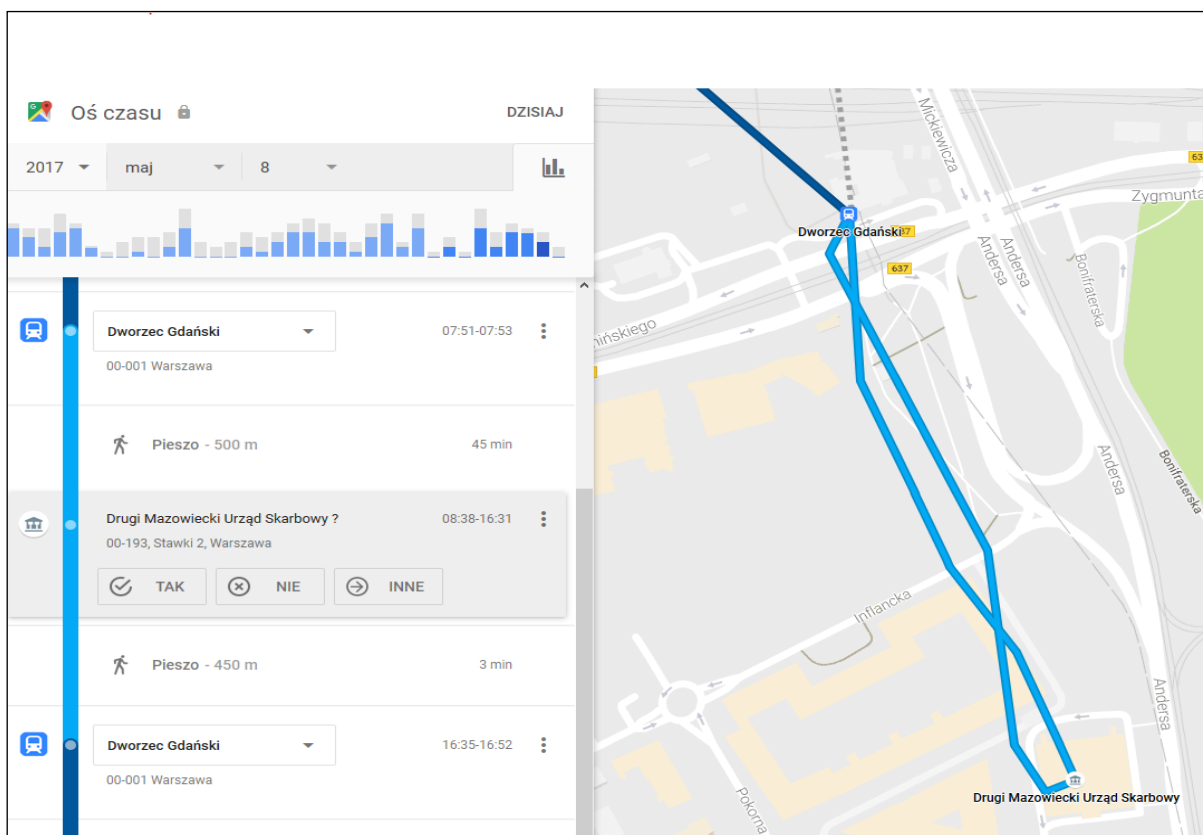 Oś czasu
DZISIAJ
2017
maj
8
Dworzec Gdański
07:51-07:53
00-001 Warszawa
Pieszo - 500 m
45 min
Drugi Mazowiecki Urząd Skarbowy ?
08:38-16:31
00-193, Stawki 2, Warszawa
TAK
NIE
INNE
Pieszo - 450 m
3 min
Dworzec Gdański
16:35-16:52
00-001 Warszawa
Mickiewicza
63
Zygmunta
Dworzec Gdański
637
Andersa
Andersa
Andersa
Bonifraterska
ińskiego
Andersa
Bonifraterska
Inflancka
Andersa
Pokorna
Drugi Mazowiecki Urząd Skarbowy